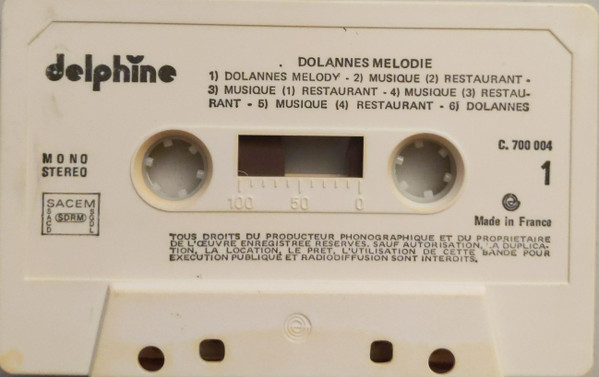 delphine
. DOLANNES MELODIE
1) DOLANNES MELODY - 2) MUSIQUE (2) RESTAURANT -
3) MUSIQUE (1) RESTAURANT - 4) MUSIQUE (3) RESTAU-
RANT - 5) MUSIQUE (4) RESTAURANT - 6) DOLANNES
MONO
STEREO
C. 700 004
1
SACEM
SACD
SDRM
SGDL
100 50 0
Made in France
TOUS DROITS DU PRODUCTEUR PHONOGRAPHIQUE ET DU PROPRIETAIRE
DE L'ŒUVRE ENREGISTREE RESERVES. SAUF AUTORISATION, LA DUPLICA-
TION, LA LOCATION, LE PRET, L'UTILISATION DE CETTE BANDE POUR
EXECUTION PUBLIQUE ET RADIODIFFUSION SONT INTERDITS.